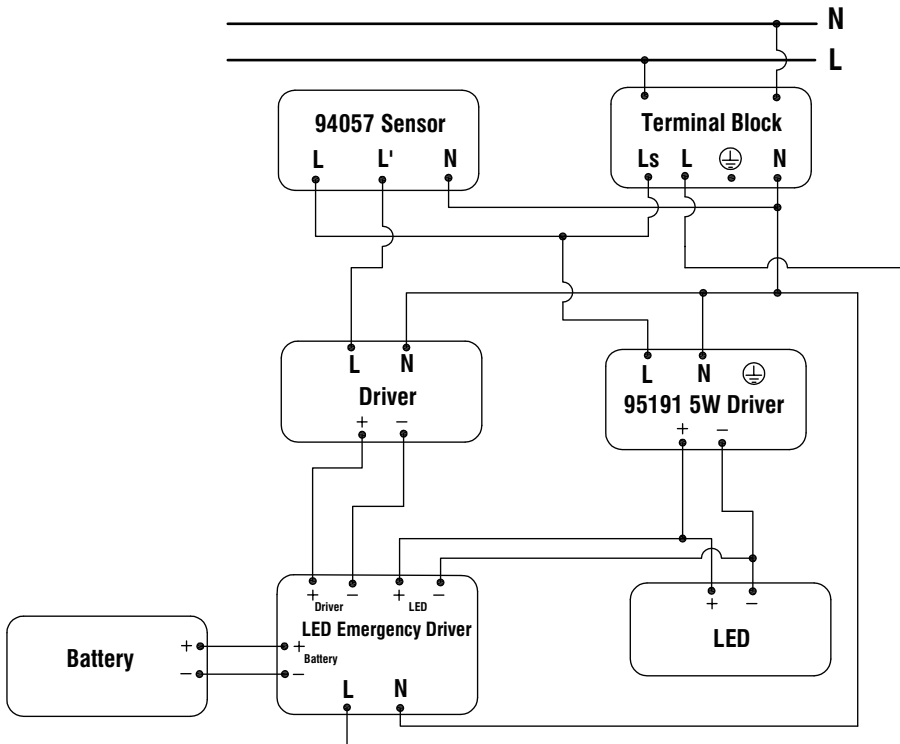 N
L
94057 Sensor
L L' N
Terminal Block
Ls L N
L N
Driver
+ −
L N
95191 5W Driver
+ −
+ − + −
Driver LED
LED Emergency Driver
+ −
LED
Battery
+ +
− −
Battery
L N